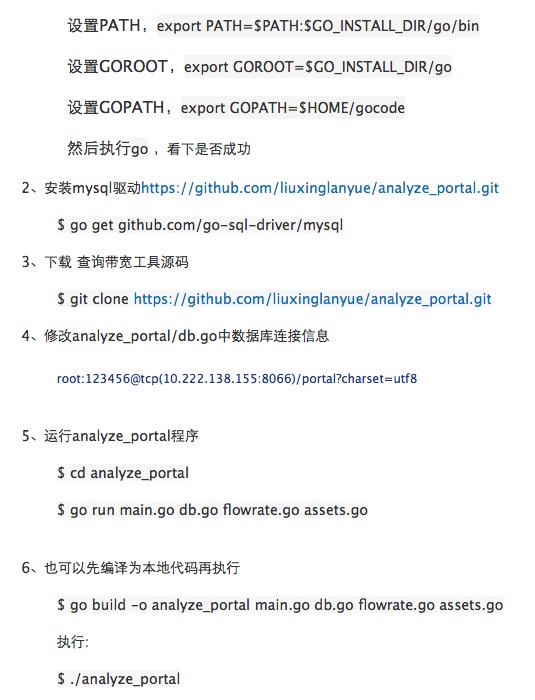 设置PATH，export PATH=$PATH:$GO_INSTALL_DIR/go/bin
设置GOROOT，export GOROOT=$GO_INSTALL_DIR/go
设置GOPATH，export GOPATH=$HOME/gocode
然后执行go ，看下是否成功
2、安装mysql驱动https://github.com/liuxinglanyue/analyze_portal.git
$ go get github.com/go-sql-driver/mysql
3、下载 查询带宽工具源码
$ git clone https://github.com/liuxinglanyue/analyze_portal.git
4、修改analyze_portal/db.go中数据库连接信息
root:123456@tcp(10.222.138.155:8066)/portal?charset=utf8
5、运行analyze_portal程序
$ cd analyze_portal
$ go run main.go db.go flowrate.go assets.go
6、也可以先编译为本地代码再执行
$ go build -o analyze_portal main.go db.go flowrate.go assets.go
执行:
$ ./analyze_portal